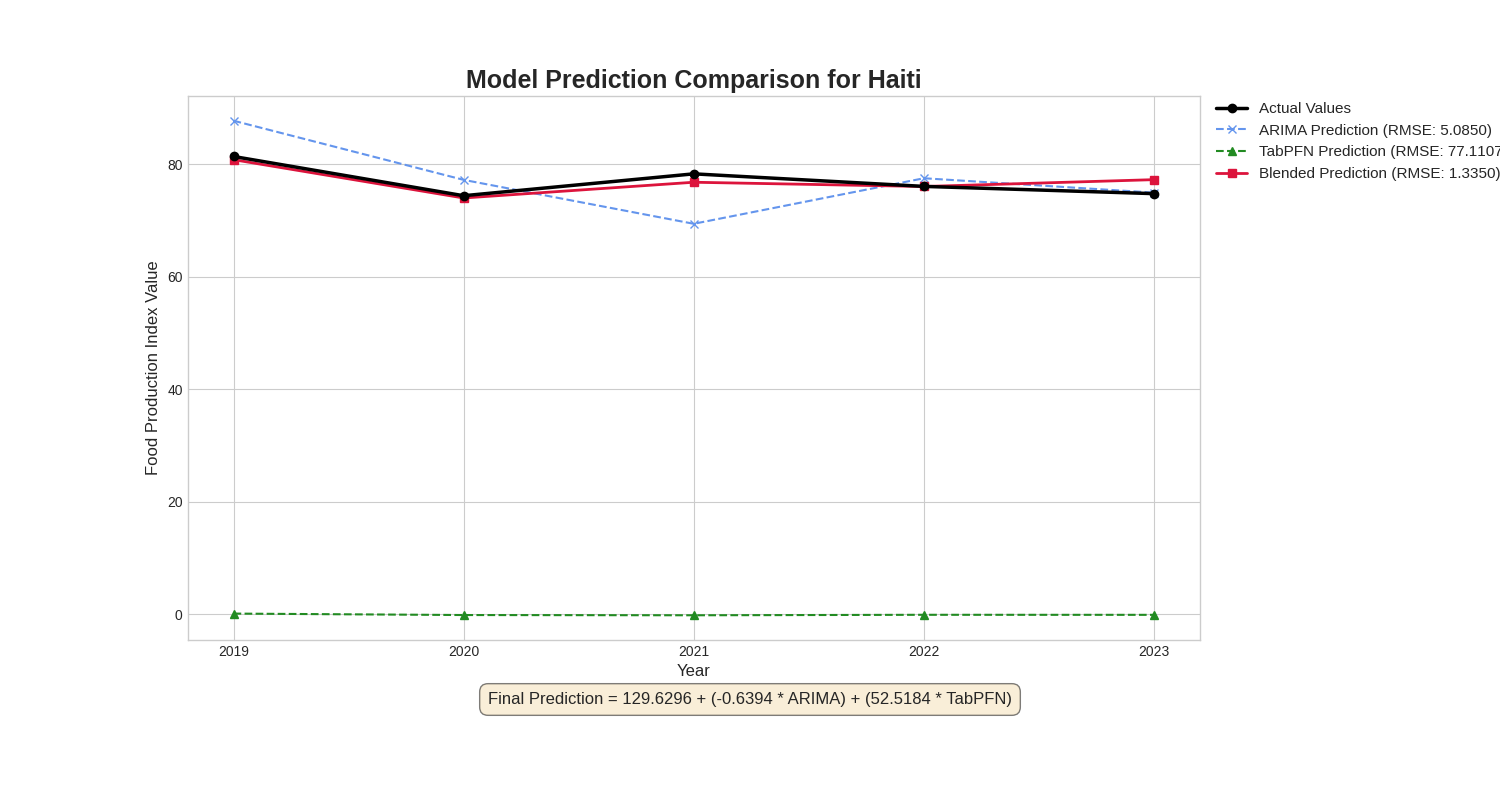 Model Prediction Comparison for Haiti
Actual Values
ARIMA Prediction (RMSE: 5.0850)
TabPFN Prediction (RMSE: 77.1107
Blended Prediction (RMSE: 1.3350)
Food Production Index Value
80
60
40
20
0
2019 2020 2021 2022 2023
Year
Final Prediction = 129.6296 + (-0.6394 * ARIMA) + (52.5184 * TabPFN)